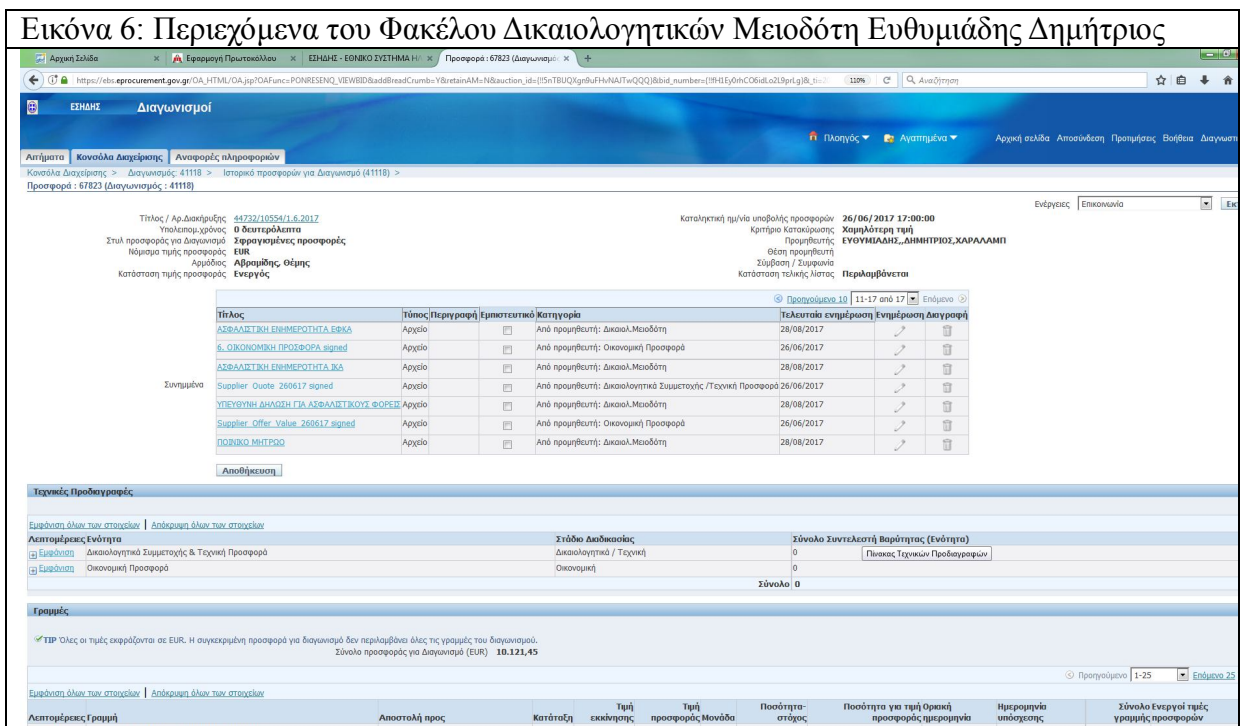 Εικόνα 6: Περιεχόμενα του Φακέλου Δικαιολογητικών Μειοδότη Ευθυμιάδης Δημήτριος
Αρχική Σελίδα × Εφαρμογή Πρωτοκόλλου × ΕΣΗΔΗΣ - ΕΘΝΙΚΟ ΣΥΣΤΗΜΑ Η × Προσφορά : 67823 (Διαγωνισμό × +
110% Αναζήτηση
ΕΣΗΔΗΣ Διαγωνισμοί
Πλοηγός Αγαπημένα Αρχική σελίδα Αποσύνδεση Προτιμήσεις Βοήθεια Διαγνωστι
Αιτήματα Κονσόλα Διαχείρισης Αναφορές πληροφοριών
Κονσόλα Διαχείρισης > Διαγωνισμός: 41118 > Ιστορικό προσφορών για Διαγωνισμό (41118) >
Προσφορά : 67823 (Διαγωνισμός : 41118)
Ενέργειες Επικοινωνία Εκ
Τίτλος / Αρ.Διακήρυξης 44732/10554/1.6.2017 Καταληκτική ημ/νία υποβολής προσφορών 26/06/2017 17:00:00
Υπολειπομ.χρόνος 0 δευτερόλεπτα Κριτήριο Κατακύρωσης Χαμηλότερη τιμή
Στυλ προσφοράς για Διαγωνισμό Σφραγισμένες προσφορές Προμηθευτής ΕΥΘΥΜΙΑΔΗΣ,,ΔΗΜΗΤΡΙΟΣ,ΧΑΡΑΛΑΜΠ
Νόμισμα τιμής προσφοράς EUR Θέση προμηθευτή
Αρμόδιος Αβραμίδης, Θέμης Σύμβαση / Συμφωνία
Κατάσταση τιμής προσφοράς Ενεργός Κατάσταση τελικής λίστας Περιλαμβάνεται
Προηγούμενο 10 11-17 από 17 Επόμενο
Τίτλος Τύπος Περιγραφή Εμπιστευτικό Κατηγορία Τελευταία ενημέρωση Ενημέρωση Διαγραφή
ΑΣΦΑΛΙΣΤΙΚΗ ΕΝΗΜΕΡΟΤΗΤΑ ΕΦΚΑ Αρχείο Από προμηθευτή: Δικαιολ.Μειοδότη 28/08/2017
6. ΟΙΚΟΝΟΜΙΚΗ ΠΡΟΣΦΟΡΑ signed Αρχείο Από προμηθευτή: Οικονομική Προσφορά 26/06/2017
ΑΣΦΑΛΙΣΤΙΚΗ ΕΝΗΜΕΡΟΤΗΤΑ ΙΚΑ Αρχείο Από προμηθευτή: Δικαιολ.Μειοδότη 28/08/2017
Συνημμένα Supplier Quote 260617 signed Αρχείο Από προμηθευτή: Δικαιολογητικά Συμμετοχής /Τεχνική Προσφορά 26/06/2017
ΥΠΕΥΘΥΝΗ ΔΗΛΩΣΗ ΓΙΑ ΑΣΦΑΛΙΣΤΙΚΟΥΣ ΦΟΡΕΙΣ Αρχείο Από προμηθευτή: Δικαιολ.Μειοδότη 28/08/2017
Supplier Offer Value 260617 signed Αρχείο Από προμηθευτή: Οικονομική Προσφορά 26/06/2017
ΠΟΙΝΙΚΟ ΜΗΤΡΩΟ Αρχείο Από προμηθευτή: Δικαιολ.Μειοδότη 28/08/2017
Αποθήκευση
Τεχνικές Προδιαγραφές
Εμφάνιση όλων των στοιχείων | Απόκρυψη όλων των στοιχείων
Λεπτομέρειες Ενότητα Στάδιο Διαδικασίας Σύνολο Συντελεστή Βαρύτητας (Ενότητα)
Εμφάνιση Δικαιολογητικά Συμμετοχής & Τεχνική Προσφορά Δικαιολογητικά / Τεχνική 0 Πίνακας Τεχνικών Προδιαγραφών
Εμφάνιση Οικονομική Προσφορά Οικονομική 0
Σύνολο 0
Γραμμές
TIP Όλες οι τιμές εκφράζονται σε EUR. Η συγκεκριμένη προσφορά για διαγωνισμό δεν περιλαμβάνει όλες τις γραμμές του διαγωνισμού.
Σύνολο προσφοράς για Διαγωνισμό (EUR) 10.121,45
Προηγούμενο 1-25 Επόμενο 25
Εμφάνιση όλων των στοιχείων | Απόκρυψη όλων των στοιχείων
Τιμή Τιμή Ποσότητα- Ποσότητα για τιμή Οριακή Ημερομηνία Σύνολο Ενεργοί τιμές
Λεπτομέρειες Γραμμή Αποστολή προς Κατάταξη εκκίνησης προσφοράς Μονάδα στόχος προσφοράς ημερομηνία υπόσχεσης γραμμής προσφορών